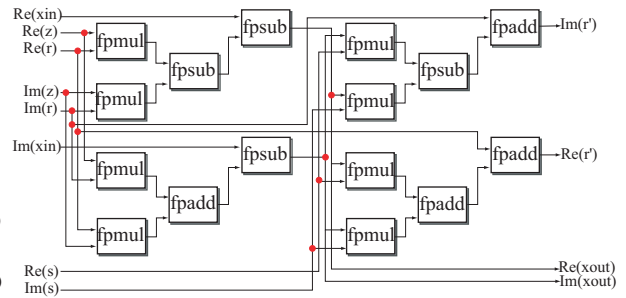 Re(xin)
Re(z)
Re(r)
Im(z)
Im(r)
Im(xin)
Re(s)
Im(s)
fpmul
fpmul
fpsub
fpsub
fpmul
fpmul
fpadd
fpsub
fpmul
fpmul
fpsub
fpadd
fpmul
fpmul
fpadd
fpadd
Im(r')
Re(r')
Re(xout)
Im(xout)